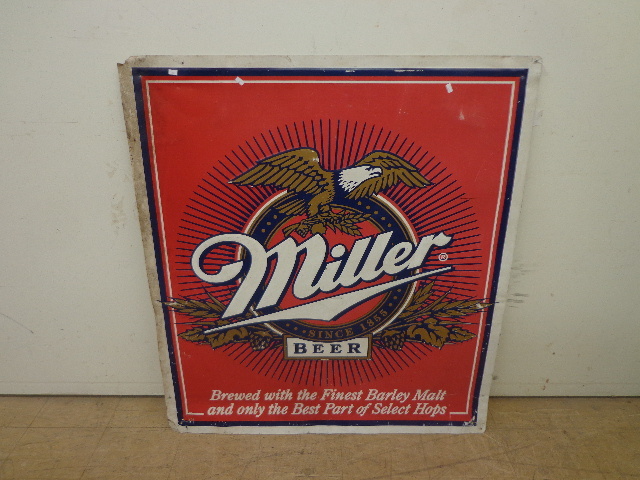 Miller®
SINCE 1855
BEER
Brewed with the Finest Barley Malt
and only the Best Part of Select Hops